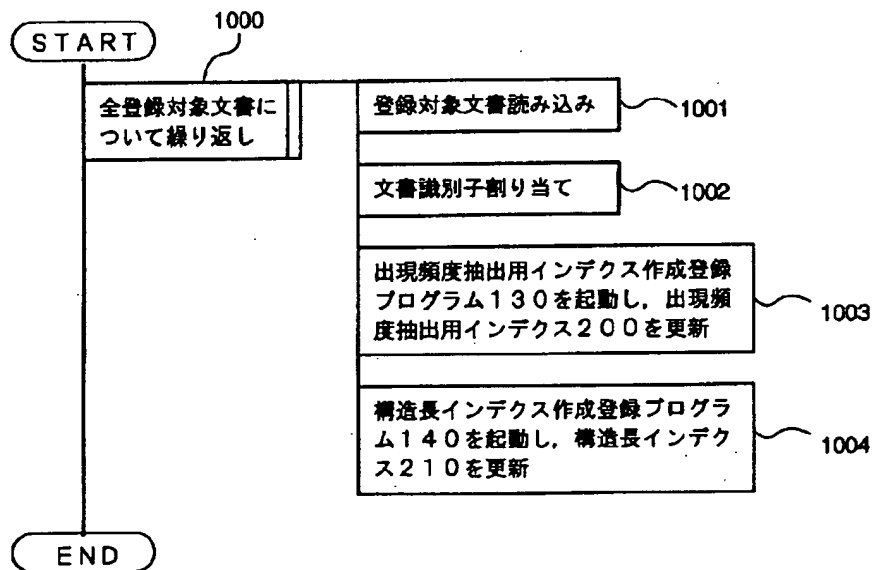 1000
START
全登録対象文書に
ついて繰り返し
登録対象文書読み込み
1001
文書識別子割り当て
1002
出現頻度抽出用インデクス作成登録
プログラム130を起動し,出現頻
度抽出用インデクス200を更新
1003
構造長インデクス作成登録プログラ
ム140を起動し,構造長インデク
ス210を更新
1004
END